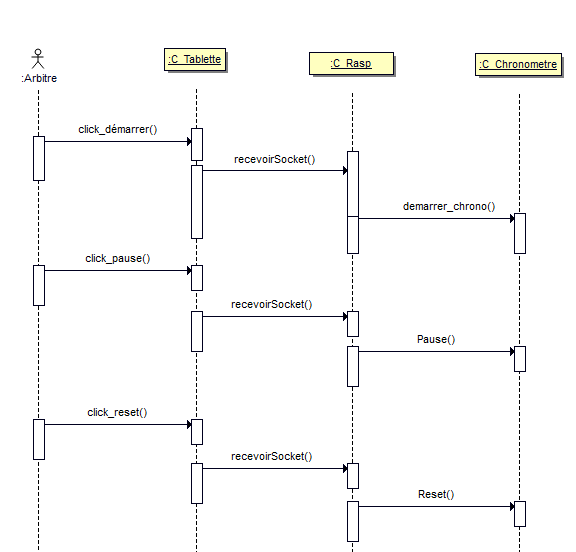 :Arbitre
:C_Tablette
:C_Rasp
:C_Chronometre
click_démarrer()
recevoirSocket()
demarrer_chrono()
click_pause()
recevoirSocket()
Pause()
click_reset()
recevoirSocket()
Reset()